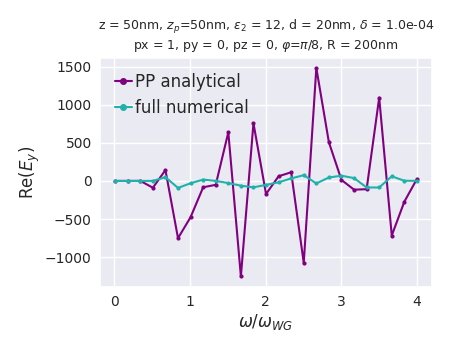 z = 50nm, z_p=50nm, ε_2 = 12, d = 20nm, δ = 1.0e-04
px = 1, py = 0, pz = 0, φ=π/8, R = 200nm
PP analytical
full numerical
1500
1000
500
0
−500
−1000
Re(E_y)
0 1 2 3 4
ω/ω_WG